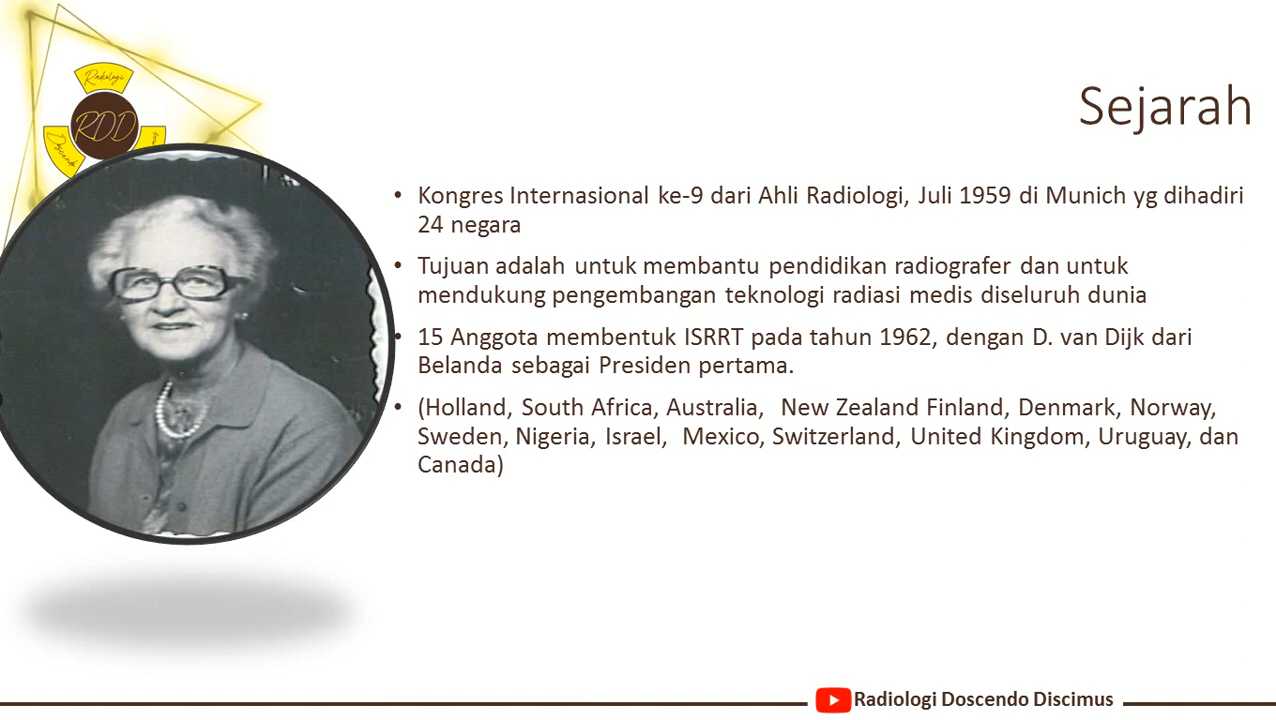 Radiologi
RDD
Sejarah
• Kongres Internasional ke-9 dari Ahli Radiologi, Juli 1959 di Munich yg dihadiri
24 negara
• Tujuan adalah untuk membantu pendidikan radiografer dan untuk
mendukung pengembangan teknologi radiasi medis diseluruh dunia
• 15 Anggota membentuk ISRRT pada tahun 1962, dengan D. van Dijk dari
Belanda sebagai Presiden pertama.
• (Holland, South Africa, Australia,  New Zealand Finland, Denmark, Norway,
Sweden, Nigeria, Israel,  Mexico, Switzerland, United Kingdom, Uruguay, dan
Canada)
Radiologi Doscendo Discimus